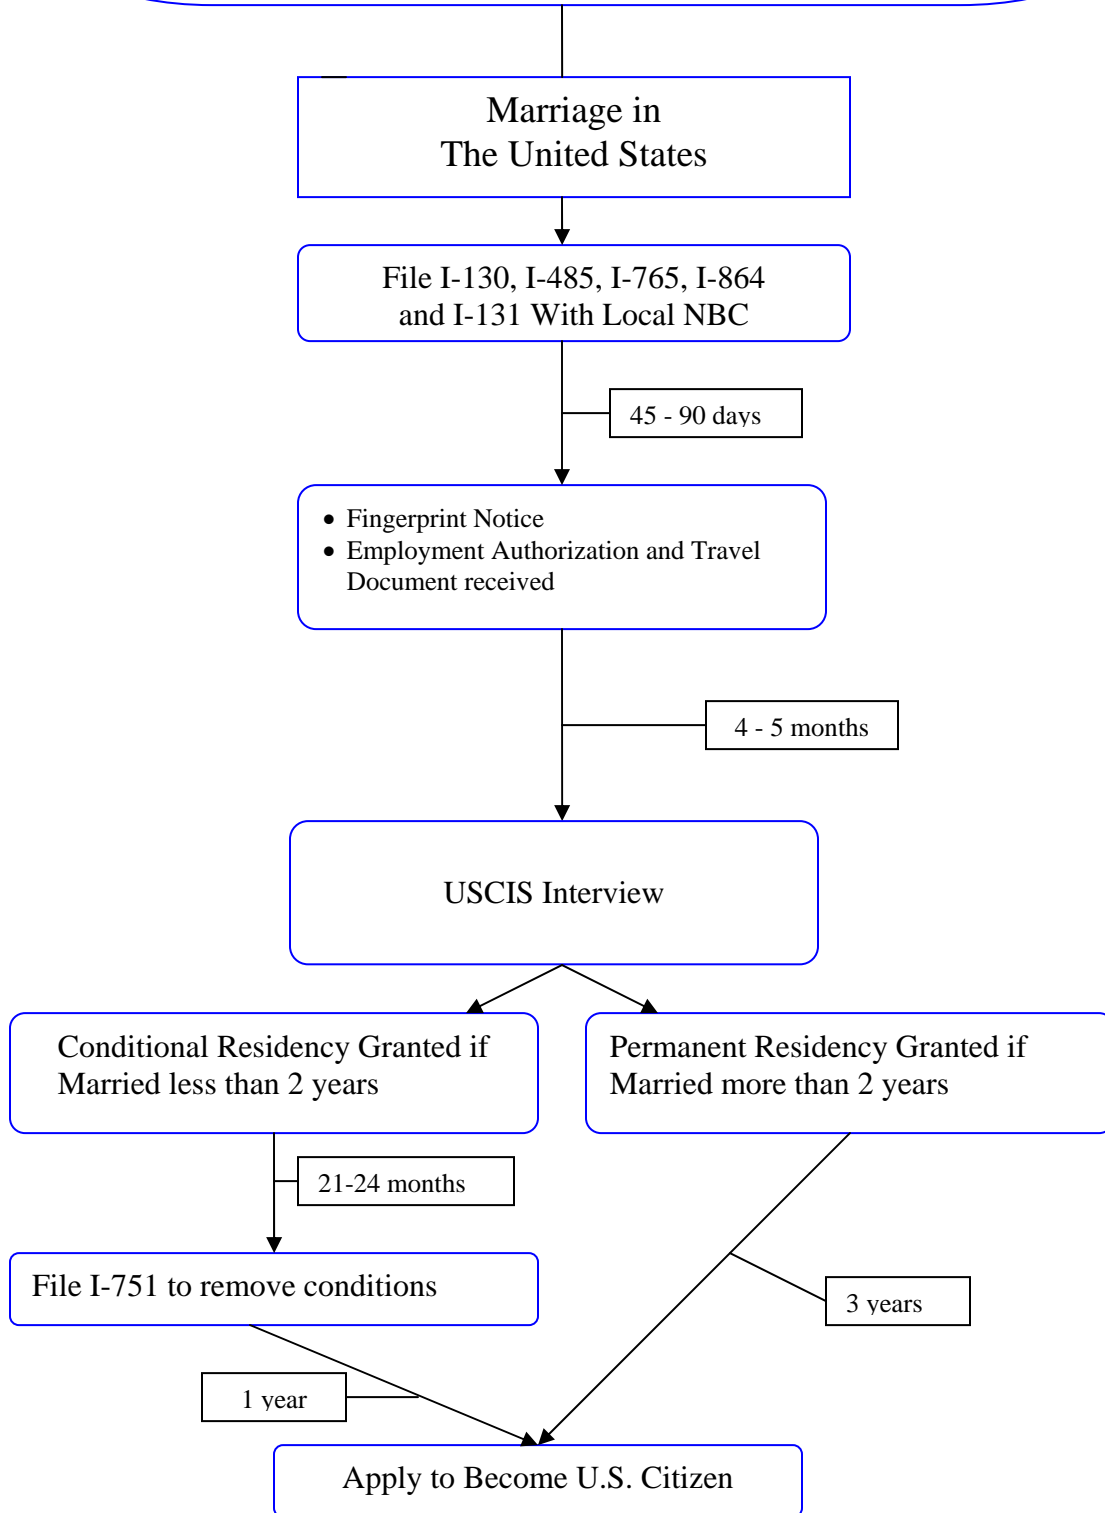 Marriage in
The United States
File I-130, I-485, I-765, I-864
and I-131 With Local NBC
45 - 90 days
• Fingerprint Notice
• Employment Authorization and Travel
Document received
4 - 5 months
USCIS Interview
Conditional Residency Granted if
Married less than 2 years
Permanent Residency Granted if
Married more than 2 years
21-24 months
File I-751 to remove conditions
3 years
1 year
Apply to Become U.S. Citizen